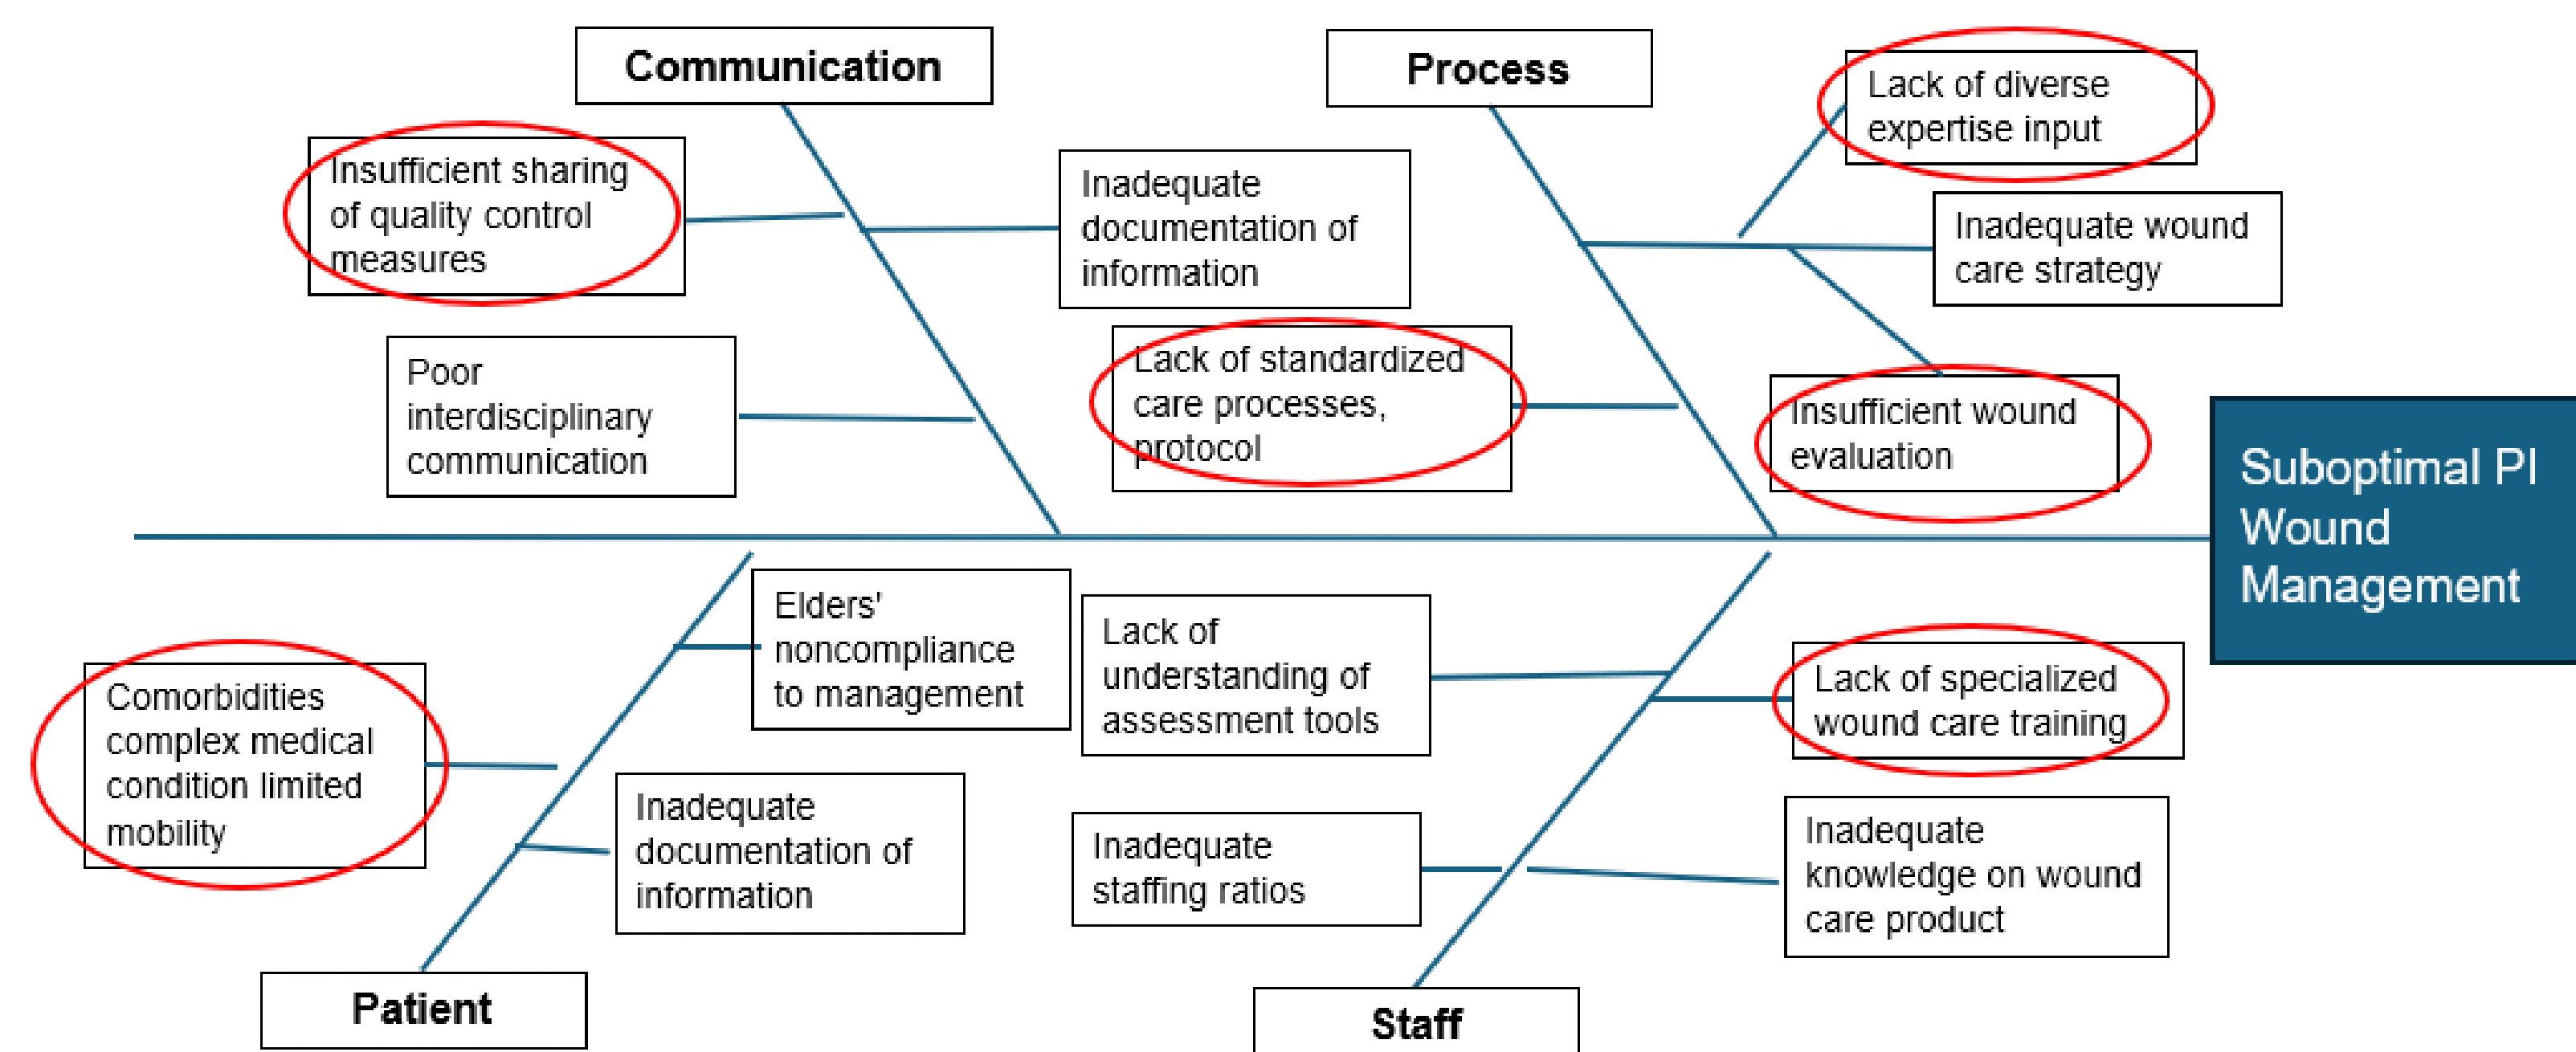 Communication
Process
Lack of diverse
expertise input
Insufficient sharing
of quality control
measures
Inadequate
documentation of
information
Inadequate wound
care strategy
Poor
interdisciplinary
communication
Lack of standardized
care processes,
protocol
Insufficient wound
evaluation
Suboptimal PI
Wound
Management
Elders'
noncompliance
to management
Lack of
understanding of
assessment tools
Lack of specialized
wound care training
Comorbidities
complex medical
condition limited
mobility
Inadequate
documentation of
information
Inadequate
staffing ratios
Inadequate
knowledge on wound
care product
Patient
Staff